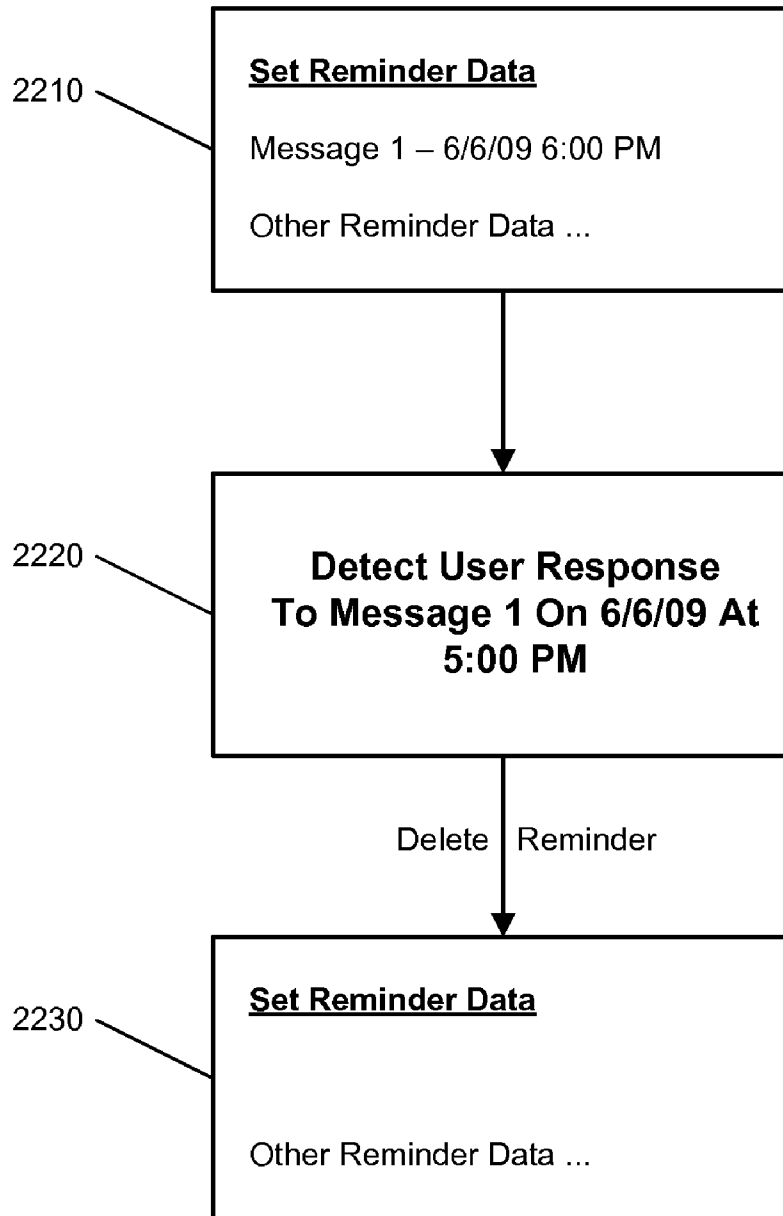 Set Reminder Data
2210
Message 1 – 6/6/09 6:00 PM
Other Reminder Data ...
2220
Detect User Response
To Message 1 On 6/6/09 At
5:00 PM
Delete Reminder
Set Reminder Data
2230
Other Reminder Data ...